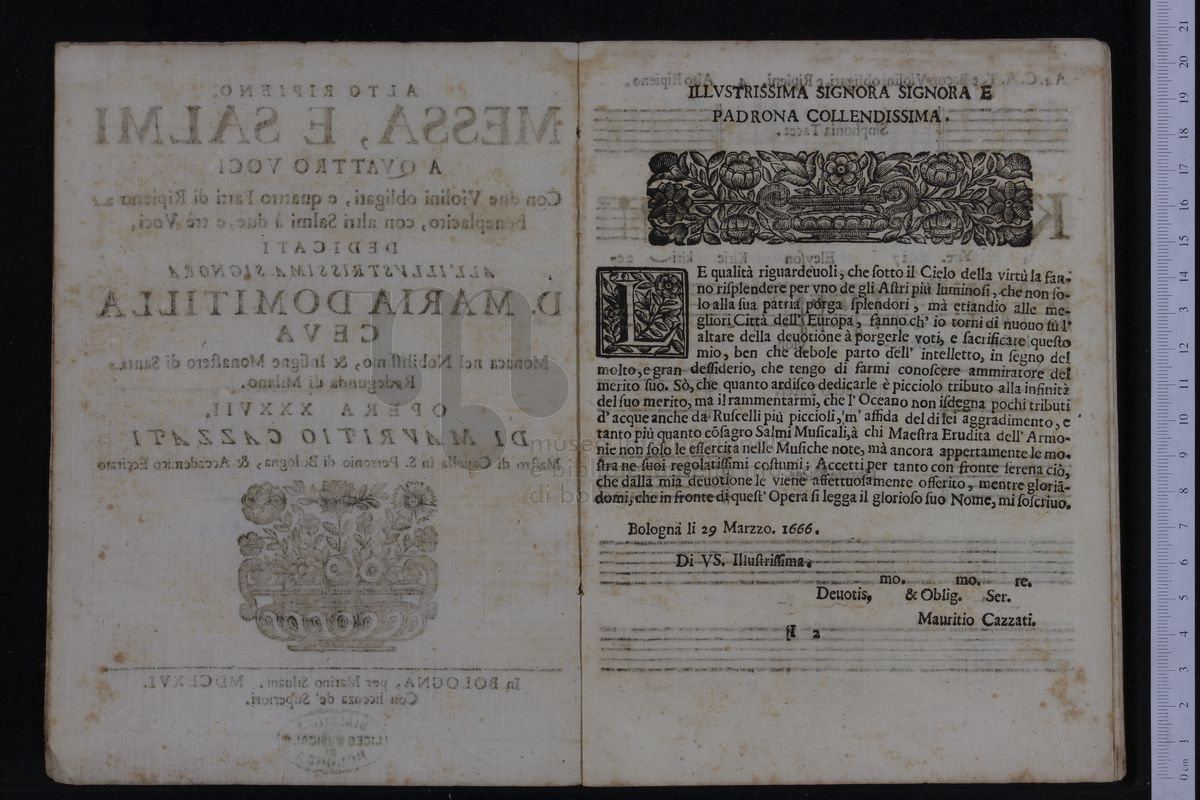 ALTO RIPIENO.
MESSA, E SALMI
A QVATTRO VOCI
Con due Violini obligati, e quattro Parti di Ripieno a
beneplacito, con altri Salmi à due, e trè Voci,
DEDICATI
ALL'ILLVSTRISSIMA SIGNORA
D. MARIA DOMITILLA
CEVA
Monaca nel Nobilissimo, & Insigne Monastero di Santa
Redegunda di Milano.
OPERA XXXVII.
DI MAVRITIO CAZZATI
Mastro di Capella in S. Petronio di Bologna, & Accademico Eccitato
In BOLOGNA, per Marino Siluani. MDCLXVI.
Con licenza de' Superiori.
ILLVSTRISSIMA SIGNORA SIGNORA E
PADRONA COLLENDISSIMA.
LE qualità riguardeuoli, che sotto il Cielo della virtù la fan-
no risplendere per vno de gli Astri più luminosi, che non so-
lo alla sua patria porga splendori, mà etiandio alle me-
gliori Città dell' Europa, fanno ch' io torni di nuouo sù l'
altare della deuotione à porgerle voti, e sacrificare questo
mio, ben che debole parto dell' intelletto, in segno del
molto, e gran dessiderio, che tengo di farmi conoscere ammiratore del
merito suo. Sò, che quanto ardisco dedicarle è picciolo tributo alla infinità
del suo merito, ma il rammentarmi, che l' Oceano non isdegna pochi tributi
d' acque anche da Ruscelli più piccioli, 'm' affida del di lei aggradimento, e
tanto più quanto cõsagro Salmi Musicali, à chi Maestra Erudita dell' Armo-
nie non solo le essercita nelle Musiche note, mà ancora appertamente le mo-
stra ne suoi regolatissimi costumi; Accetti per tanto con fronte serena ciò,
che dalla mia deuotione le viene affettuosamente offerito, mentre gloriã-
domi, che in fronte di quest' Opera si legga il glorioso suo Nome, mi soscriuo.
Bologna li 29 Marzzo. 1666.
Di VS. Illustrissima.
mo. mo. re.
Deuotis, & Oblig. Ser.
Mauritio Cazzati.